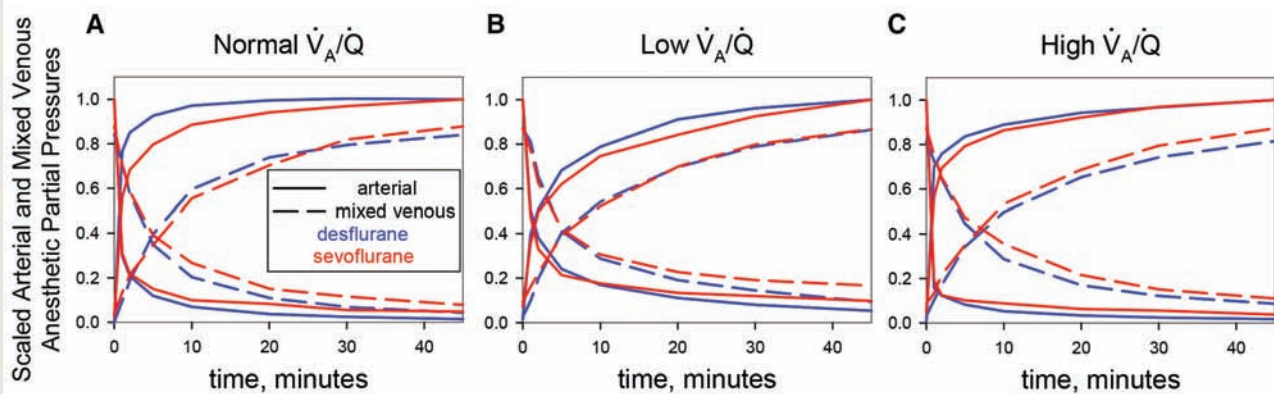 Scaled Arterial and Mixed Venous
Anesthetic Partial Pressures
A
Normal V̇A/Q̇
1.0
0.8
0.6
0.4
0.2
0.0
arterial
mixed venous
desflurane
sevoflurane
0 10 20 30 40
time, minutes
B
Low V̇A/Q̇
1.0
0.8
0.6
0.4
0.2
0.0
0 10 20 30 40
time, minutes
C
High V̇A/Q̇
1.0
0.8
0.6
0.4
0.2
0.0
0 10 20 30 40
time, minutes